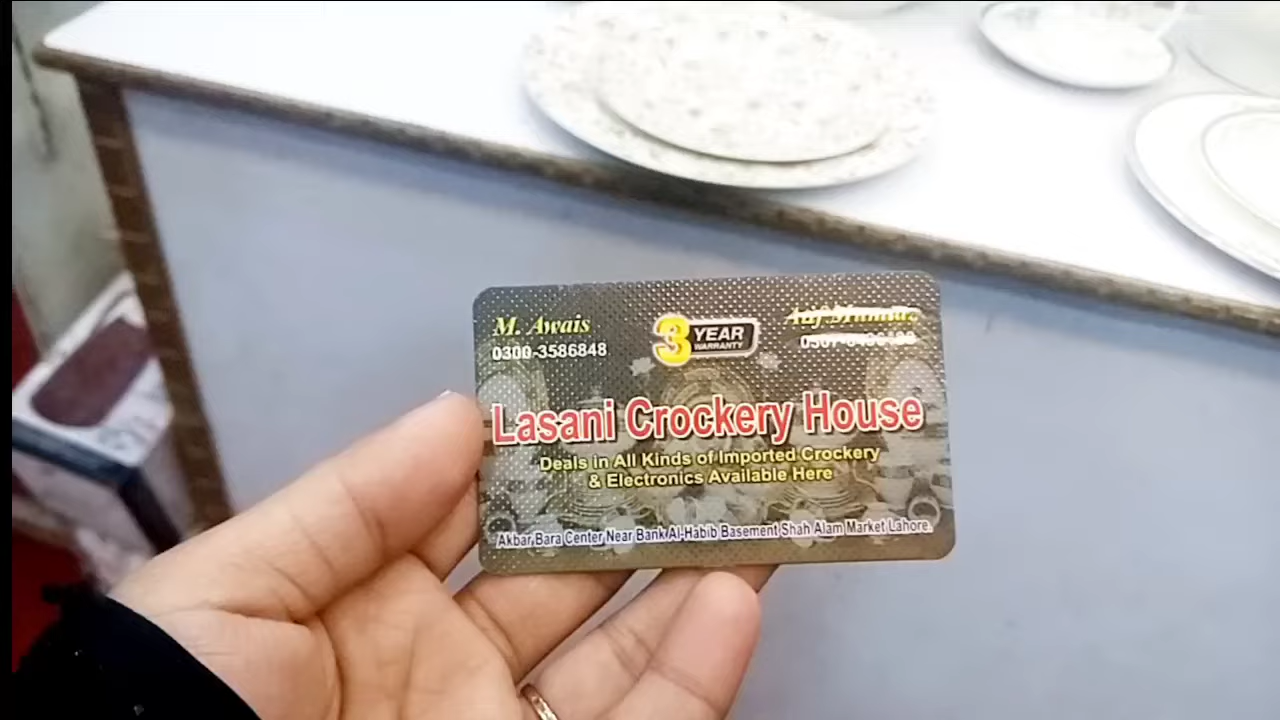 M. Awais
0300-3586848
3 YEAR
WARRANTY
Lasani Crockery House
Deals in All Kinds of Imported Crockery
& Electronics Available Here
Akbar Bara Center Near Bank Al-Habib Basement Shah Alam Market Lahore.